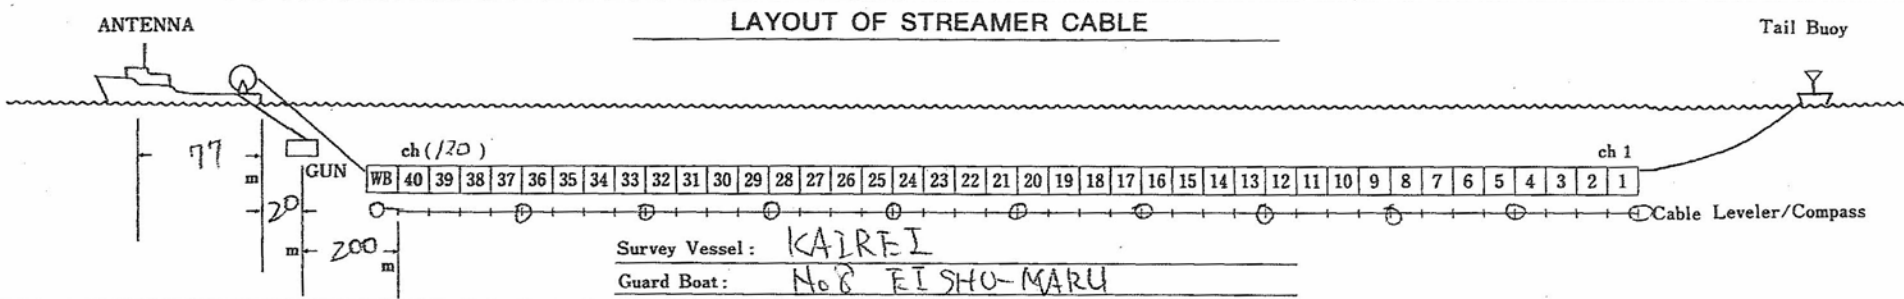 LAYOUT OF STREAMER CABLE
ANTENNA
Tail Buoy
77
m
GUN
ch (120)
ch 1
WB 40 39 38 37 36 35 34 33 32 31 30 29 28 27 26 25 24 23 22 21 20 19 18 17 16 15 14 13 12 11 10 9 8 7 6 5 4 3 2 1
20
m
200
m
Cable Leveler/Compass
Survey Vessel: KAIREI
Guard Boat: No8 EISHU-MARU